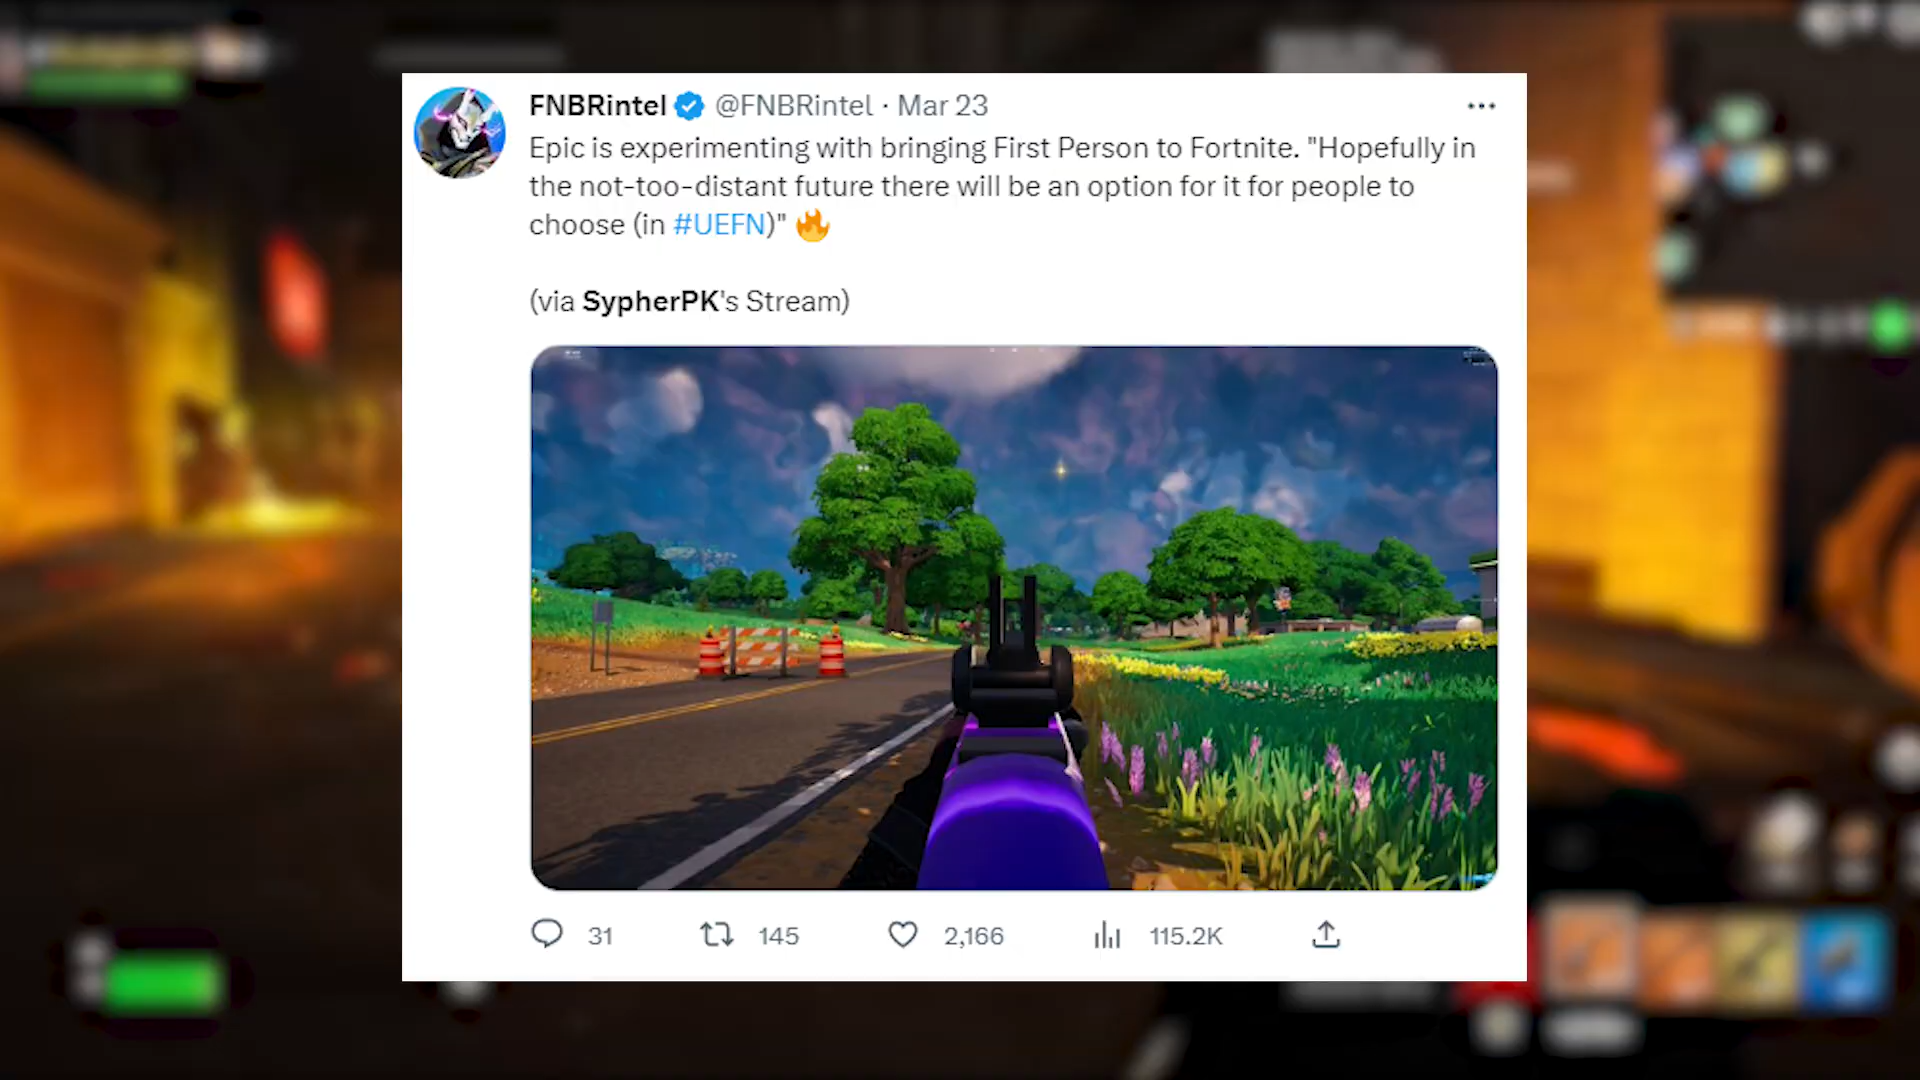 FNBRintel @FNBRintel · Mar 23
Epic is experimenting with bringing First Person to Fortnite. "Hopefully in
the not-too-distant future there will be an option for it for people to
choose (in #UEFN)" 🔥
(via SypherPK's Stream)
31 145 2,166 115.2K